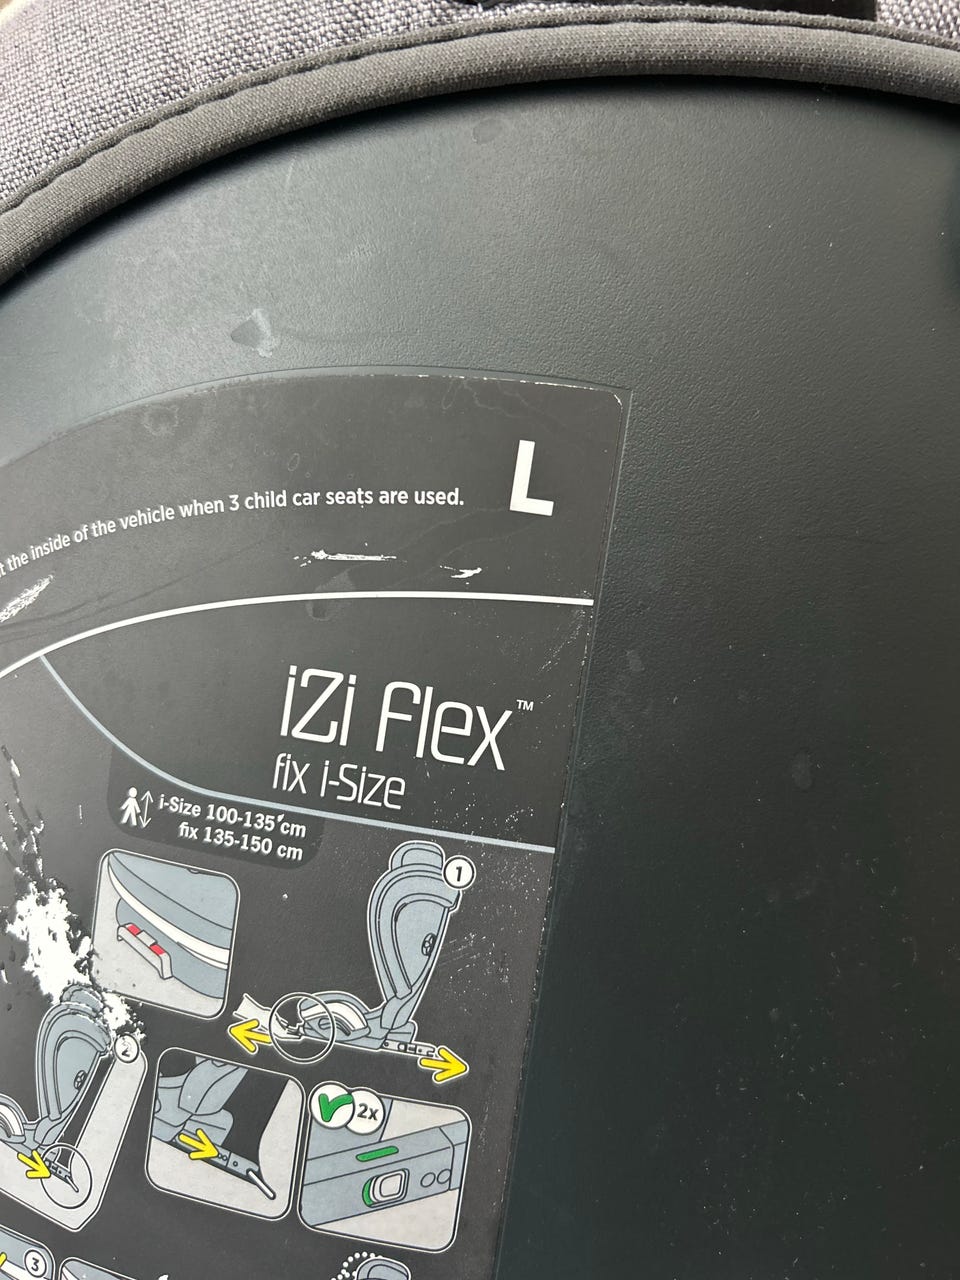 L
the inside of the vehicle when 3 child car seats are used.
iZi Flex™
fix i-Size
i-Size 100-135 cm
fix 135-150 cm
1
2
2x
3